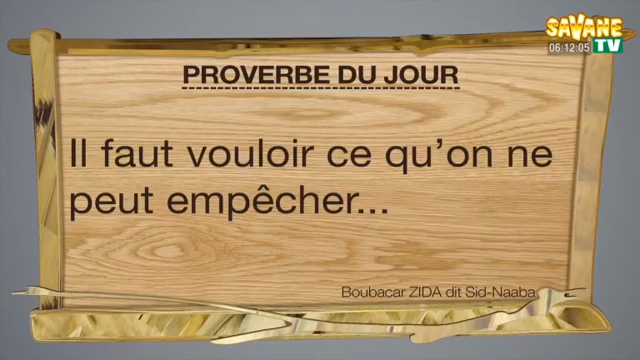 SAVANE
06:12:05 TV
PROVERBE DU JOUR
Il faut vouloir ce qu'on ne
peut empêcher...
Boubacar ZIDA dit Sid-Naaba